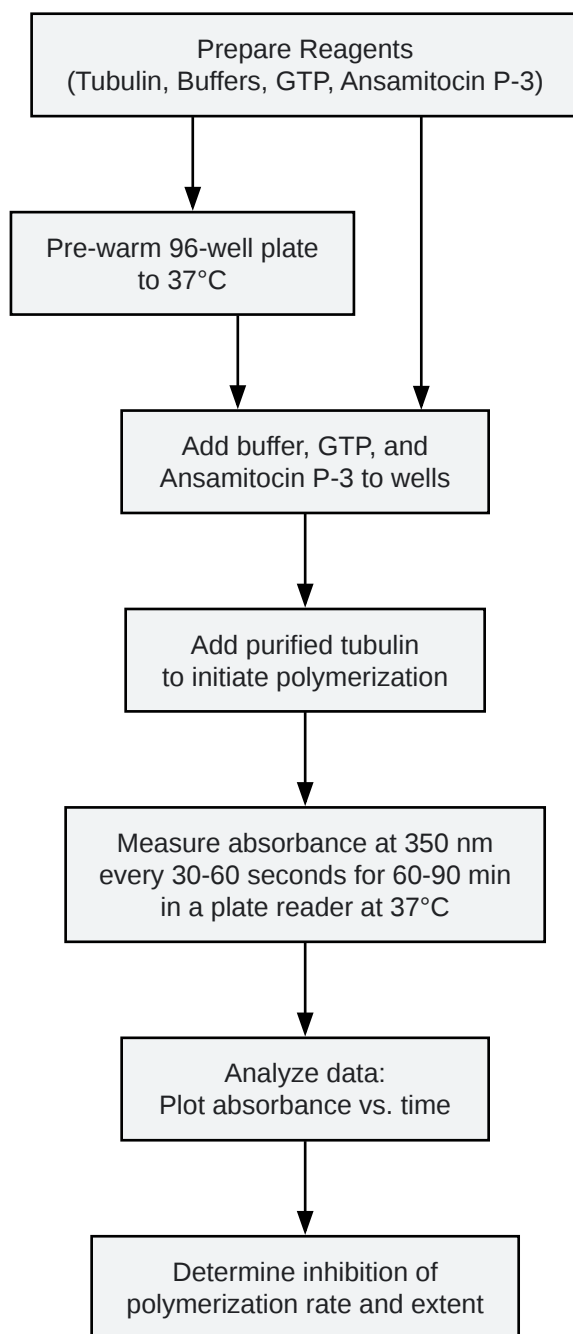 Prepare Reagents
(Tubulin, Buffers, GTP, Ansamitocin P-3)
Pre-warm 96-well plate
to 37°C
Add buffer, GTP, and
Ansamitocin P-3 to wells
Add purified tubulin
to initiate polymerization
Measure absorbance at 350 nm
every 30-60 seconds for 60-90 min
in a plate reader at 37°C
Analyze data:
Plot absorbance vs. time
Determine inhibition of
polymerization rate and extent